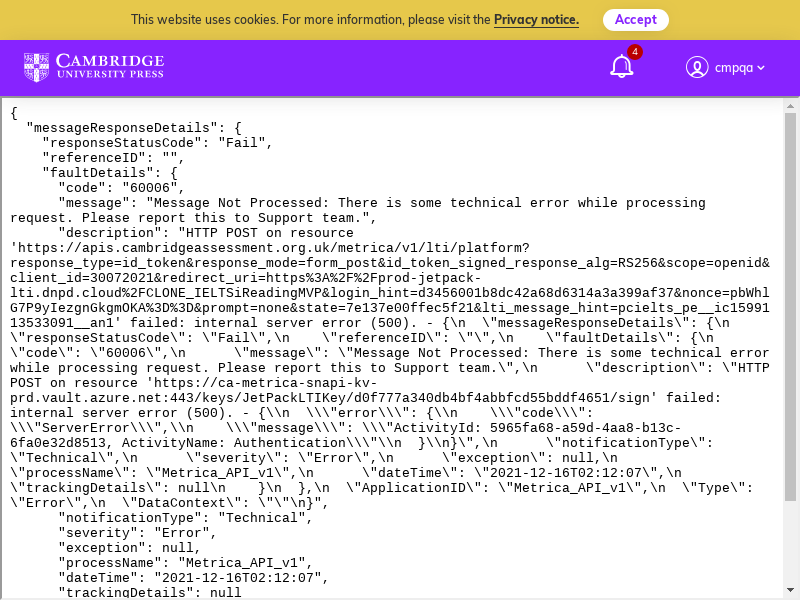 This website uses cookies. For more information, please visit the Privacy notice. Accept
CAMBRIDGE
UNIVERSITY PRESS
4
cmpqa
{
  "messageResponseDetails": {
    "responseStatusCode": "Fail",
    "referenceID": "",
    "faultDetails": {
      "code": "60006",
      "message": "Message Not Processed: There is some technical error while processing
request. Please report this to Support team.",
      "description": "HTTP POST on resource
'https://apis.cambridgeassessment.org.uk/metrica/v1/lti/platform?
response_type=id_token&response_mode=form_post&id_token_signed_response_alg=RS256&scope=openid&
client_id=30072021&redirect_uri=https%3A%2F%2Fprod-jetpack-
lti.dnpd.cloud%2FCLONE_IELTSiReadingMVP&login_hint=d3456001b8dc42a68d6314a3a399af37&nonce=pbWhl
G7P9yIezgnGkgmOKA%3D%3D&prompt=none&state=7e137e00ffec5f21&lti_message_hint=pcielts_pe__ic15991
13533091__an1' failed: internal server error (500). - {\n  \"messageResponseDetails\": {\n
\"responseStatusCode\": \"Fail\",\n    \"referenceID\": \"\",\n    \"faultDetails\": {\n
\"code\": \"60006\",\n      \"message\": \"Message Not Processed: There is some technical error
while processing request. Please report this to Support team.\",\n      \"description\": \"HTTP
POST on resource 'https://ca-metrica-snapi-kv-
prd.vault.azure.net:443/keys/JetPackLTIKey/d0f777a340db4bf4abbfcd55bddf4651/sign' failed:
internal server error (500). - {\\n  \\\"error\\\": {\\n    \\\"code\\\":
\\\"ServerError\\\",\\n    \\\"message\\\": \\\"ActivityId: 5965fa68-a59d-4aa8-b13c-
6fa0e32d8513, ActivityName: Authentication\\\"\\n  }\\n}\",\n      \"notificationType\":
\"Technical\",\n      \"severity\": \"Error\",\n      \"exception\": null,\n
\"processName\": \"Metrica_API_v1\",\n      \"dateTime\": \"2021-12-16T02:12:07\",\n
\"trackingDetails\": null\n    }\n  },\n  \"ApplicationID\": \"Metrica_API_v1\",\n  \"Type\":
\"Error\",\n  \"DataContext\": \"\"\n}",
      "notificationType": "Technical",
      "severity": "Error",
      "exception": null,
      "processName": "Metrica_API_v1",
      "dateTime": "2021-12-16T02:12:07",
      "trackingDetails": null